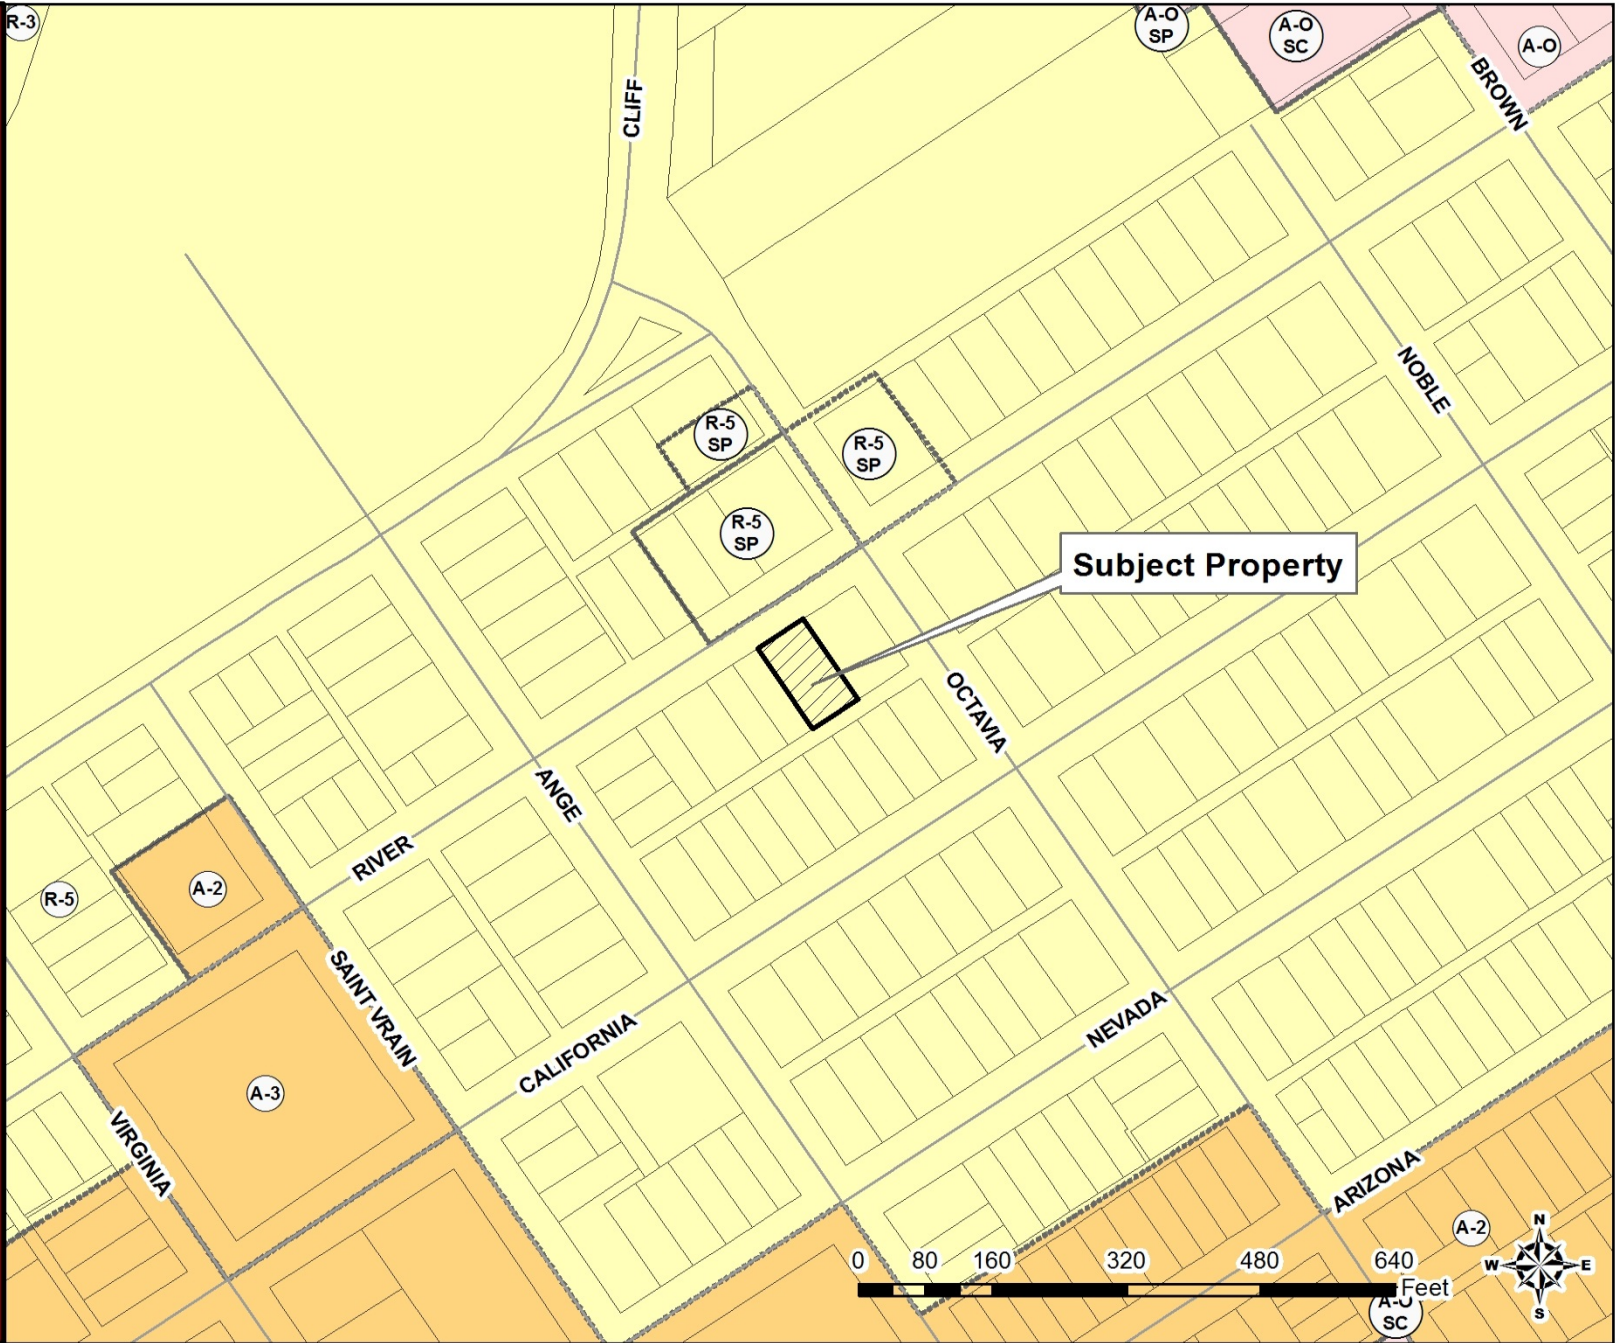 R-3
A-O
SP
A-O
SC
A-O
BROWN
CLIFF
NOBLE
R-5
SP
R-5
SP
R-5
SP
Subject Property
OCTAVIA
ANGE
RIVER
R-5
A-2
SAINT VRAIN
CALIFORNIA
NEVADA
A-3
VIRGINIA
ARIZONA
A-2
N
W E
S
0 80 160 320 480 640
Feet
A-O
SC